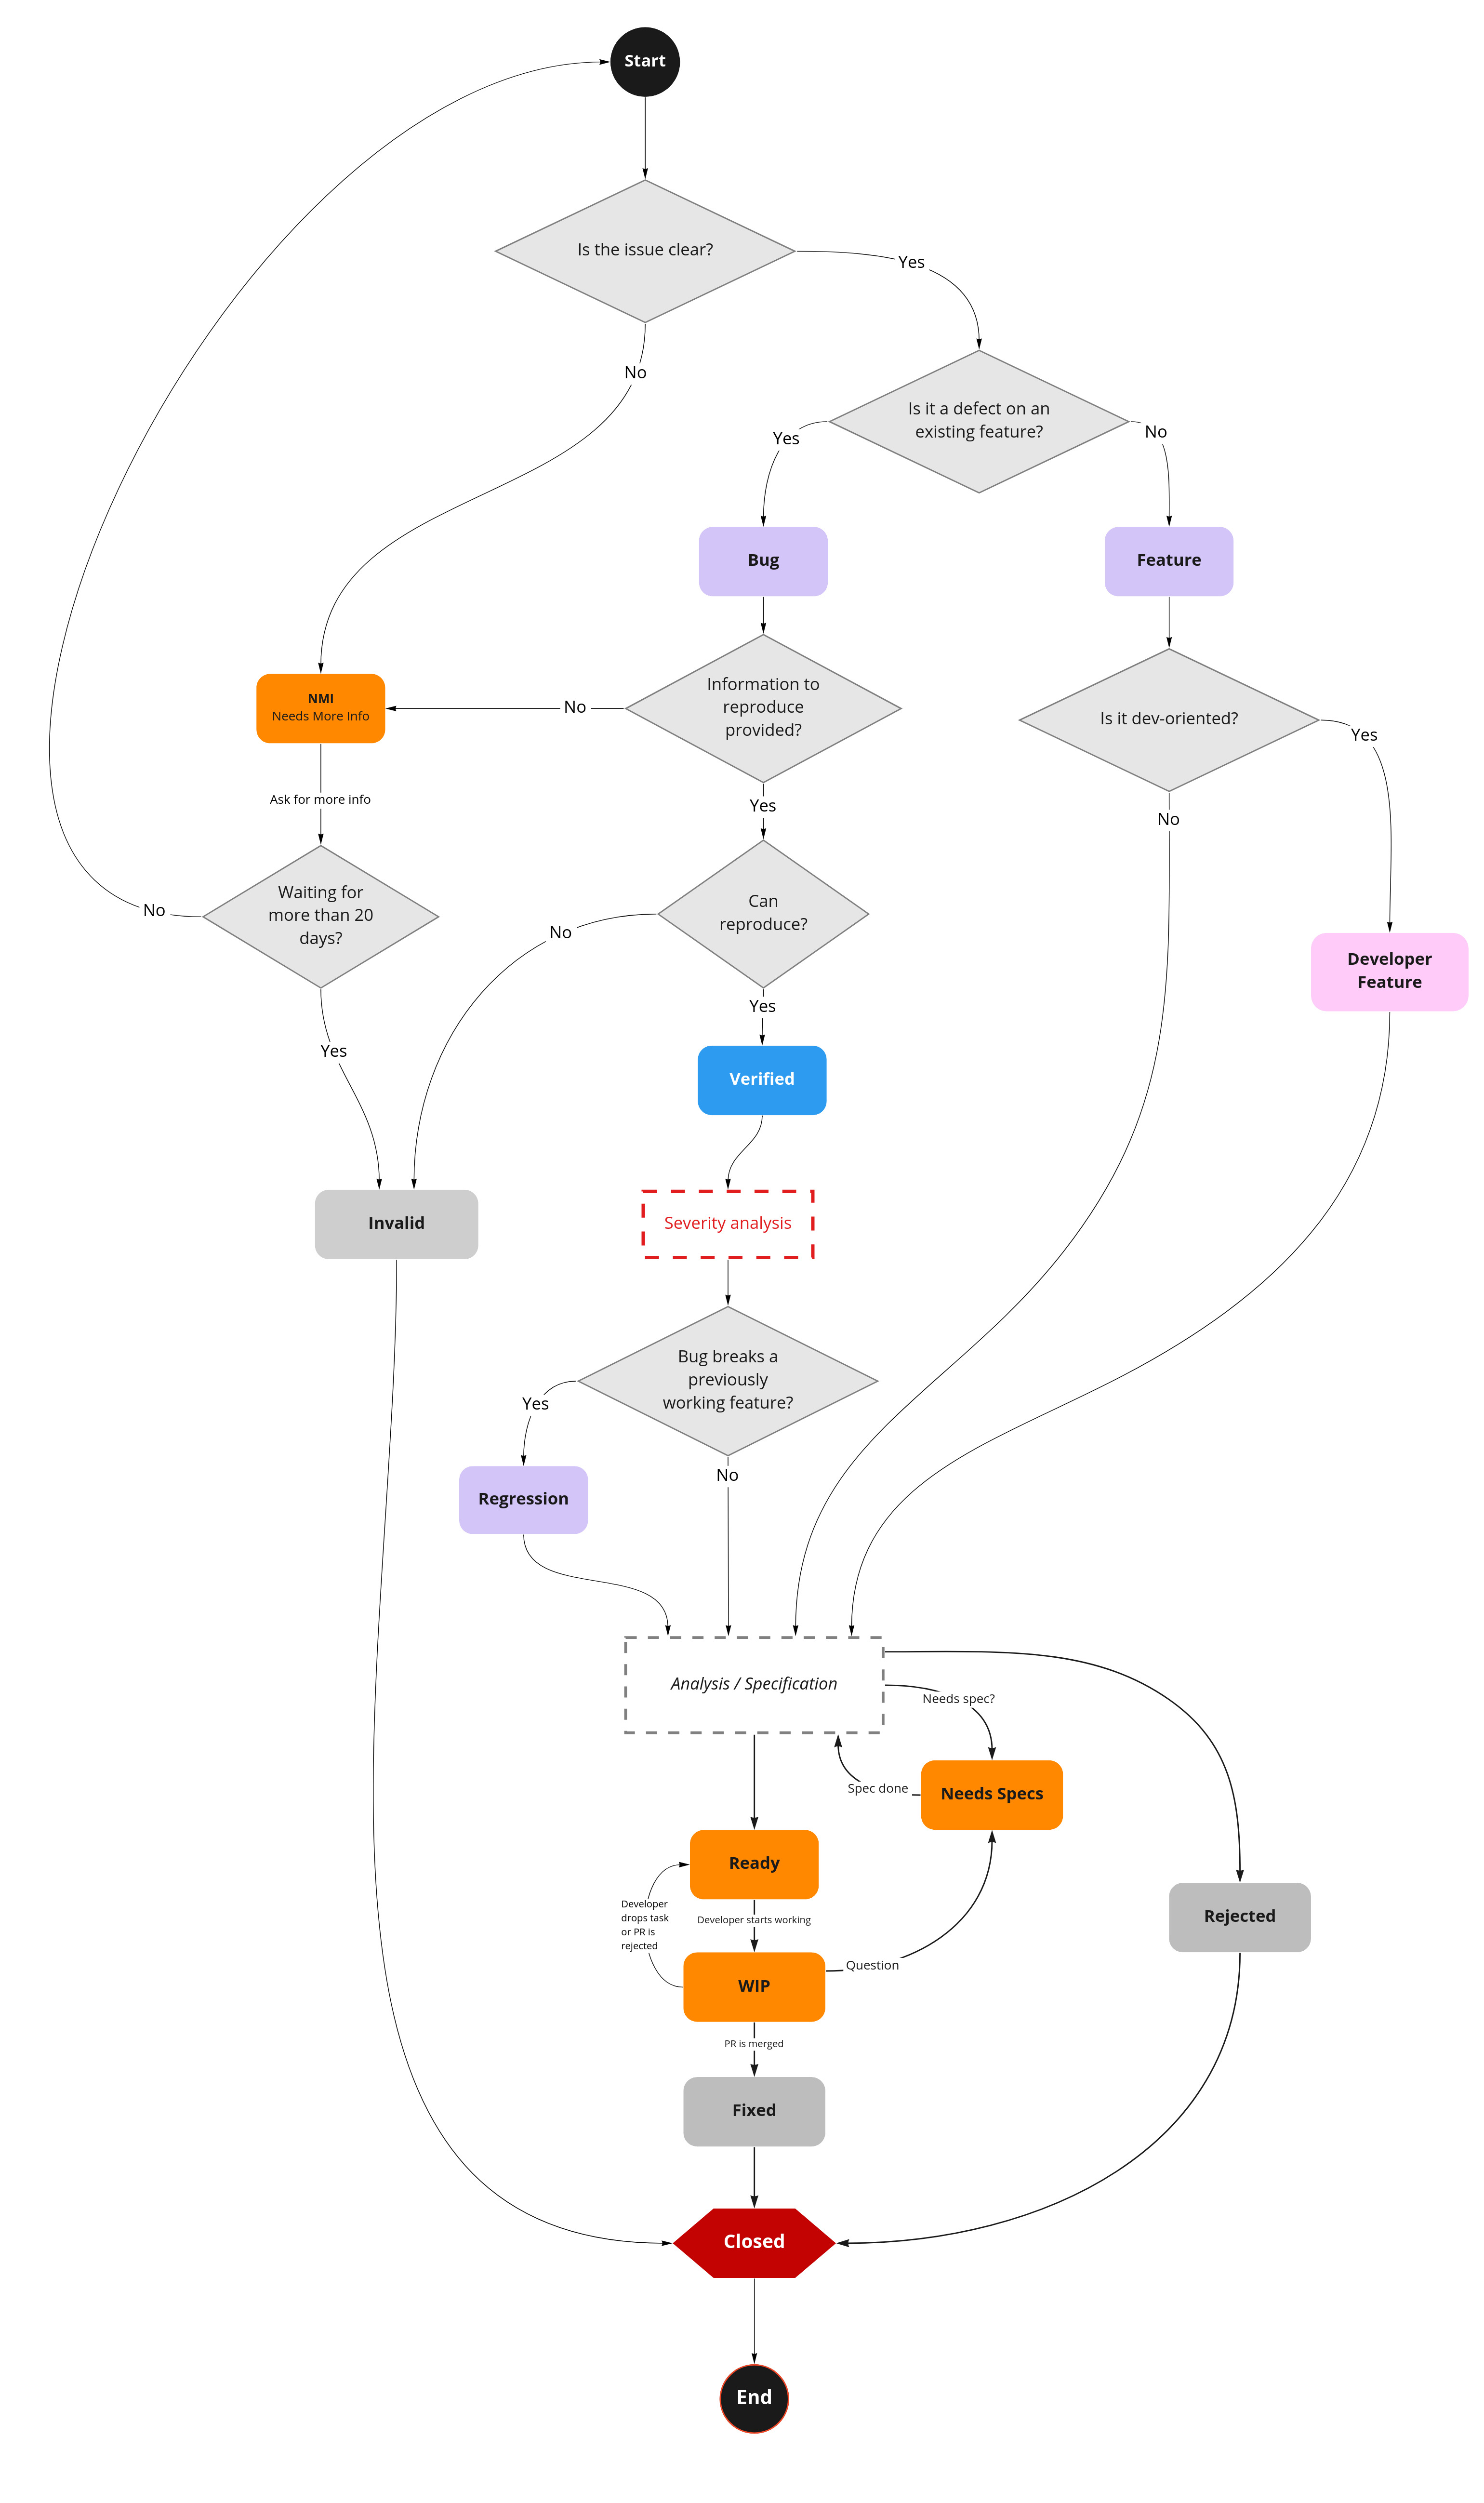 Start
Is the issue clear?
Yes
No
Is it a defect on an
existing feature?
Yes
No
Bug
Feature
NMI
Needs More Info
No
Information to
reproduce
provided?
Is it dev-oriented?
Yes
Ask for more info
Yes
No
Waiting for
more than 20
days?
No
Can
reproduce?
No
Developer
Feature
Yes
Yes
Verified
Invalid
Severity analysis
Bug breaks a
previously
working feature?
Yes
No
Regression
Analysis / Specification
Needs spec?
Spec done
Needs Specs
Ready
Developer
drops task
or PR is
rejected
Developer starts working
Rejected
Question
WIP
PR is merged
Fixed
Closed
End